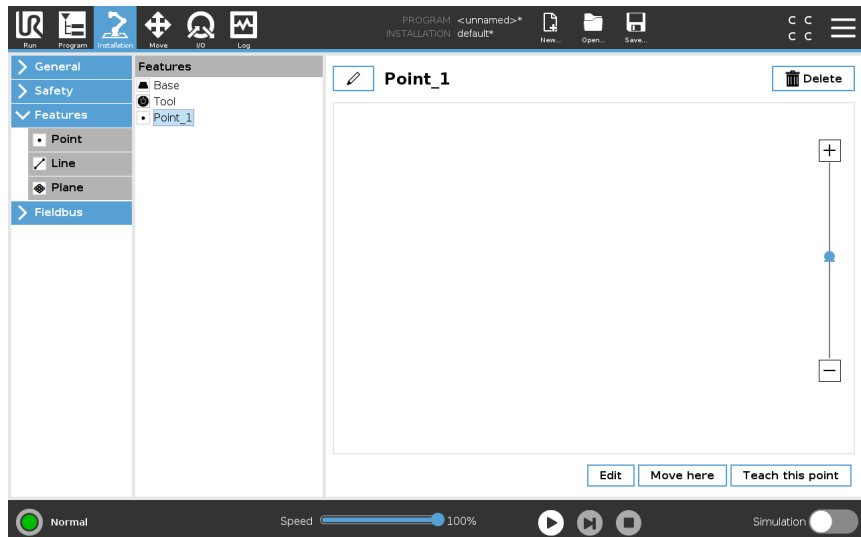 UR
PROGRAM <unnamed>*
INSTALLATION default*
Run Program Installation Move I/O Log
New... Open... Save...
C C
C C
General
Safety
Features
Point
Line
Plane
Fieldbus
Features
Base
Tool
Point_1
Point_1
Delete
+
−
Edit Move here Teach this point
Normal
Speed 100%
Simulation